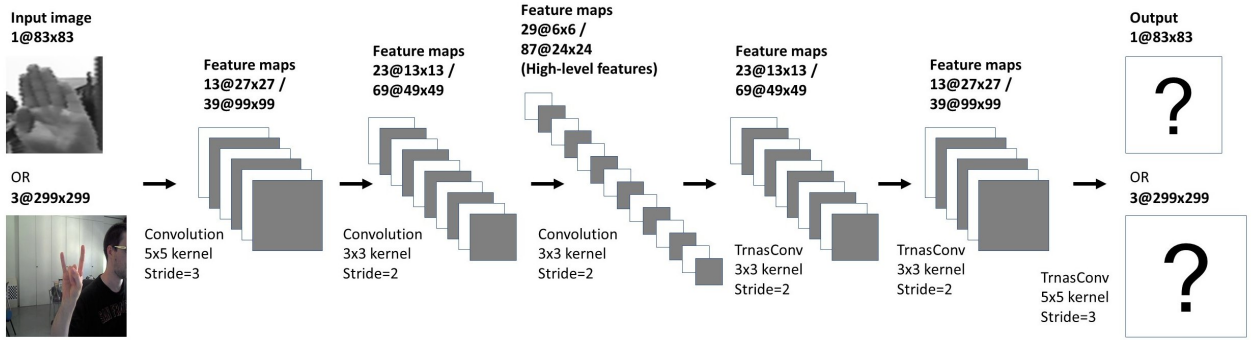 Input image
1@83x83
OR
3@299x299
Feature maps
13@27x27 /
39@99x99
Convolution
5x5 kernel
Stride=3
Feature maps
23@13x13 /
69@49x49
Convolution
3x3 kernel
Stride=2
Feature maps
29@6x6 /
87@24x24
(High-level features)
Convolution
3x3 kernel
Stride=2
Feature maps
23@13x13 /
69@49x49
TrnasConv
3x3 kernel
Stride=2
Feature maps
13@27x27 /
39@99x99
TrnasConv
3x3 kernel
Stride=2
TrnasConv
5x5 kernel
Stride=3
Output
1@83x83
?
OR
3@299x299
?